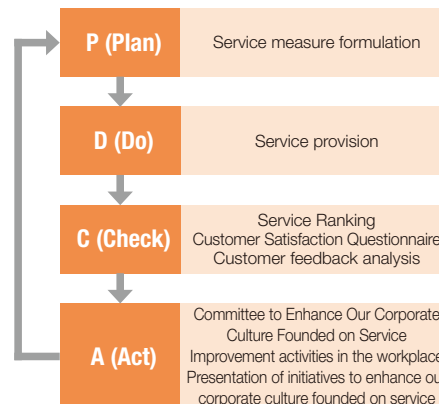 P (Plan)
Service measure formulation
D (Do)
Service provision
C (Check)
Service Ranking
Customer Satisfaction Questionnaire
Customer feedback analysis
A (Act)
Committee to Enhance Our Corporate
Culture Founded on Service
Improvement activities in the workplace
Presentation of initiatives to enhance ou
corporate culture founded on service